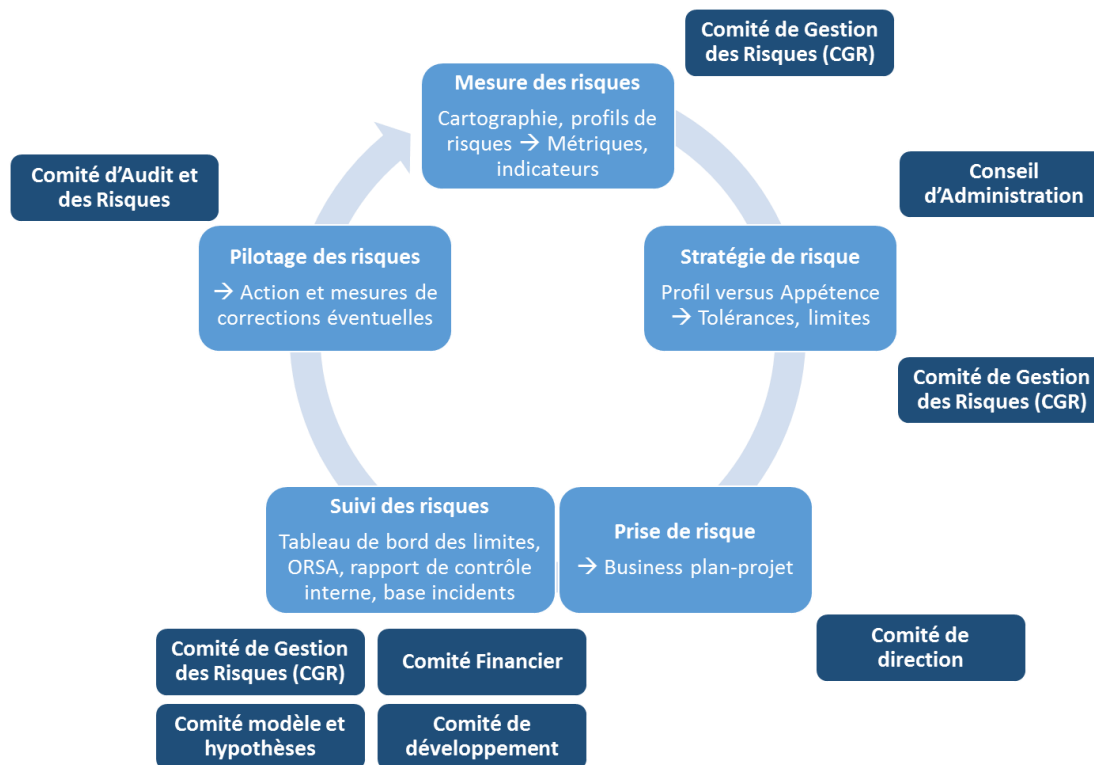 Comité de Gestion
des Risques (CGR)
Mesure des risques
Cartographie, profils de
risques → Métriques,
indicateurs
Comité d’Audit et
des Risques
Conseil
d’Administration
Pilotage des risques
→ Action et mesures de
corrections éventuelles
Stratégie de risque
Profil versus Appétence
→ Tolérances, limites
Comité de Gestion
des Risques (CGR)
Suivi des risques
Tableau de bord des limites,
ORSA, rapport de contrôle
interne, base incidents
Prise de risque
→ Business plan-projet
Comité de
direction
Comité de Gestion
des Risques (CGR)
Comité Financier
Comité modèle et
hypothèses
Comité de
développement